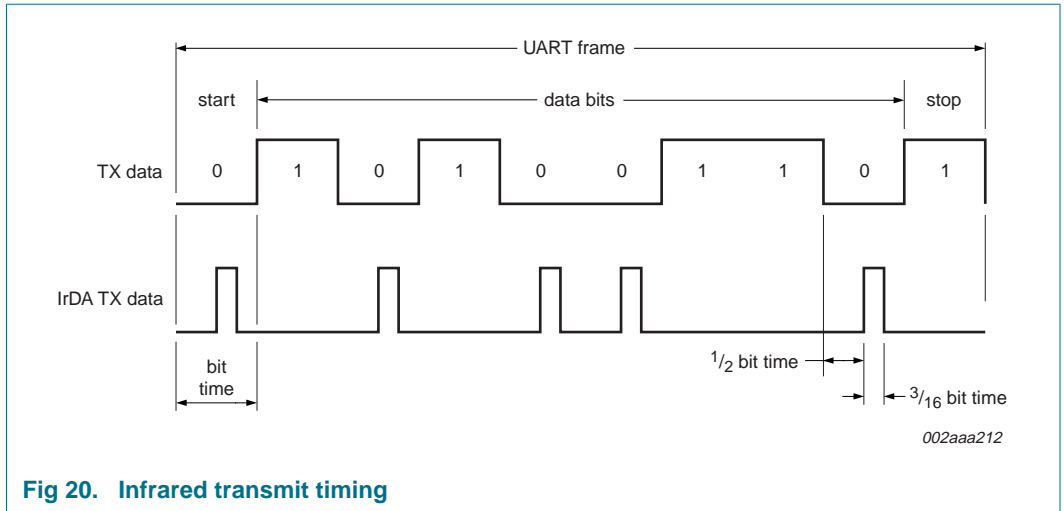 UART frame
start data bits stop
TX data 0 1 0 1 0 0 1 1 0 1
IrDA TX data
bit
time
1/2 bit time
3/16 bit time
002aaa212
Fig 20. Infrared transmit timing